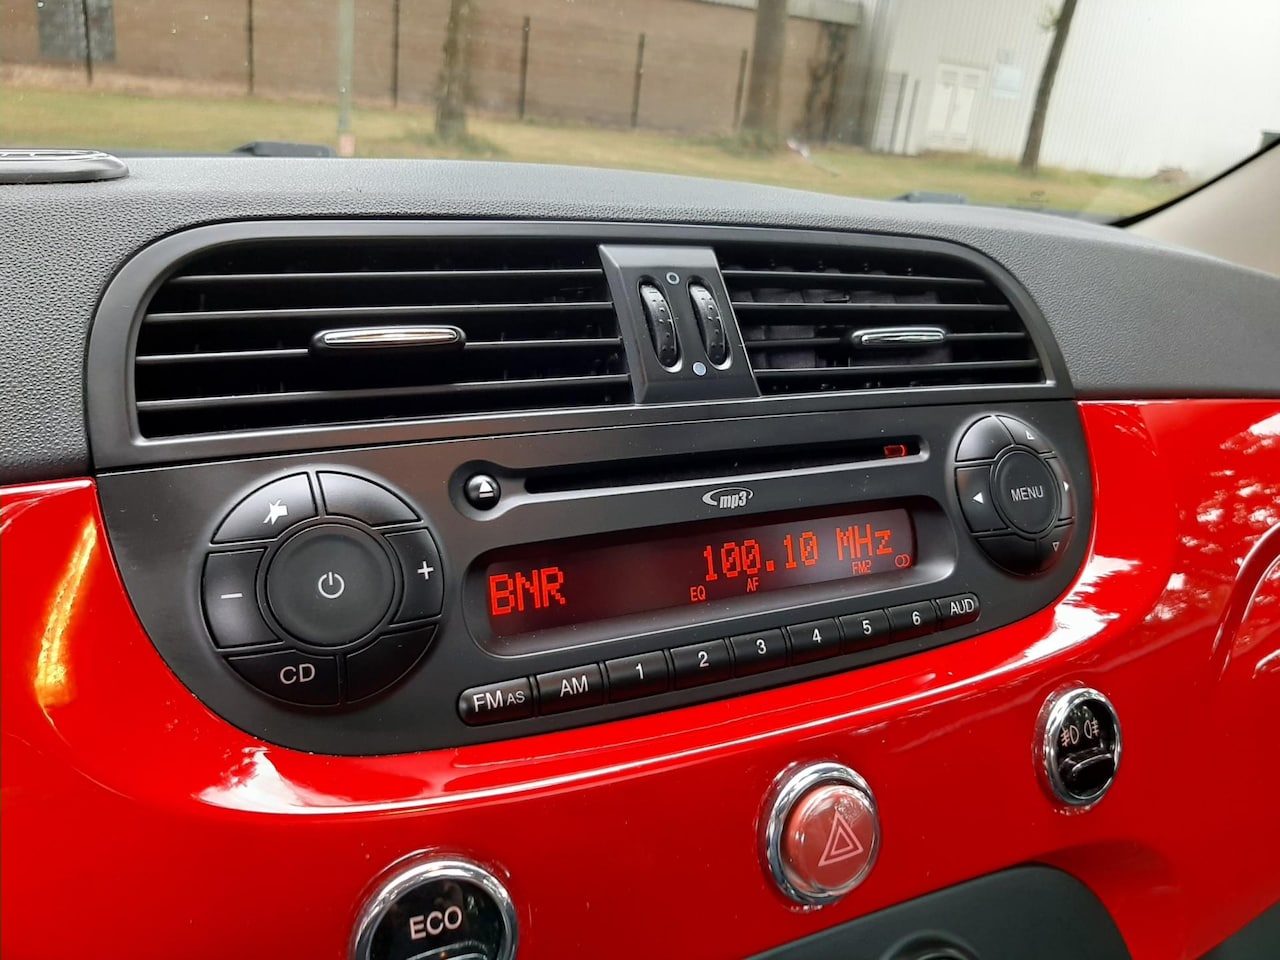 mp3
MENU
BNR 100.10 MHz
EQ AF FM2
− +
CD
FM AS AM 1 2 3 4 5 6 AUD
ECO